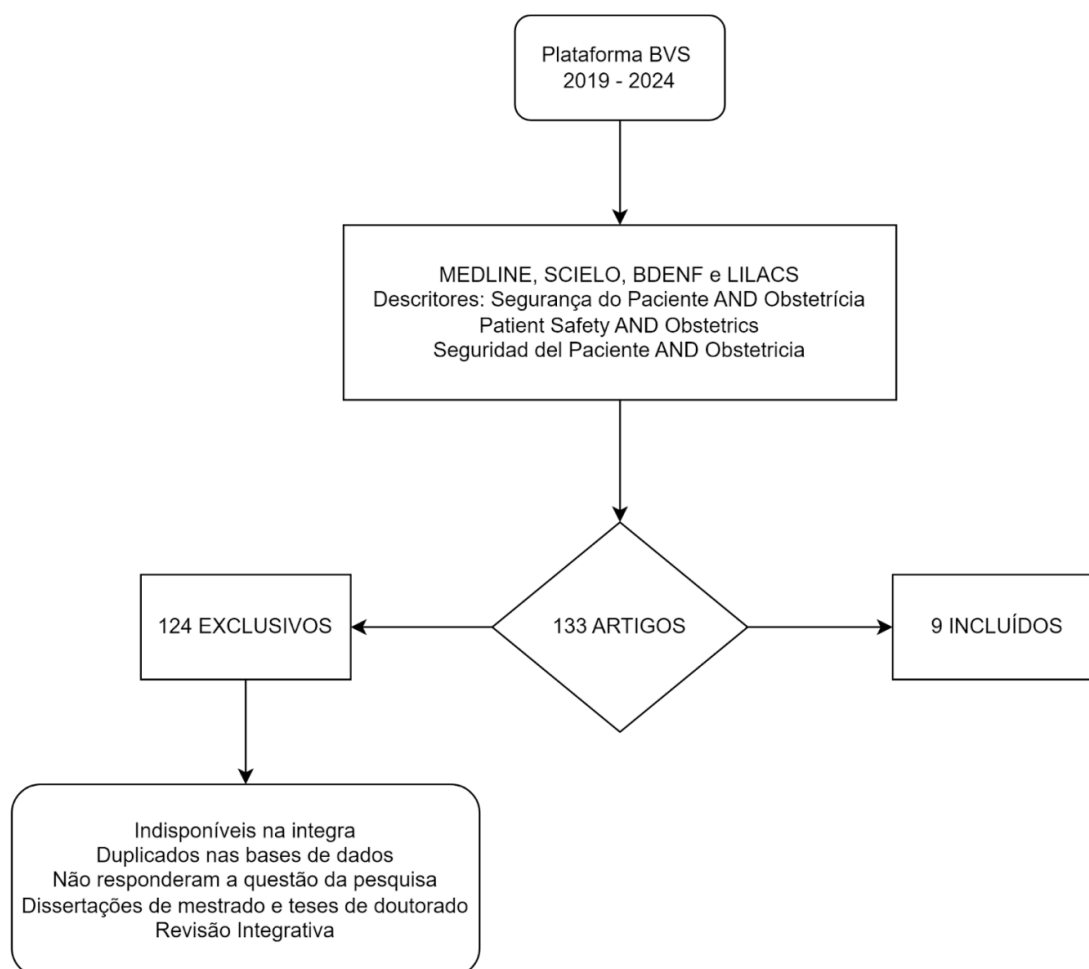 Plataforma BVS
2019 - 2024
MEDLINE, SCIELO, BDENF e LILACS
Descritores: Segurança do Paciente AND Obstetrícia
Patient Safety AND Obstetrics
Seguridad del Paciente AND Obstetricia
124 EXCLUSIVOS
133 ARTIGOS
9 INCLUÍDOS
Indisponíveis na integra
Duplicados nas bases de dados
Não responderam a questão da pesquisa
Dissertações de mestrado e teses de doutorado
Revisão Integrativa